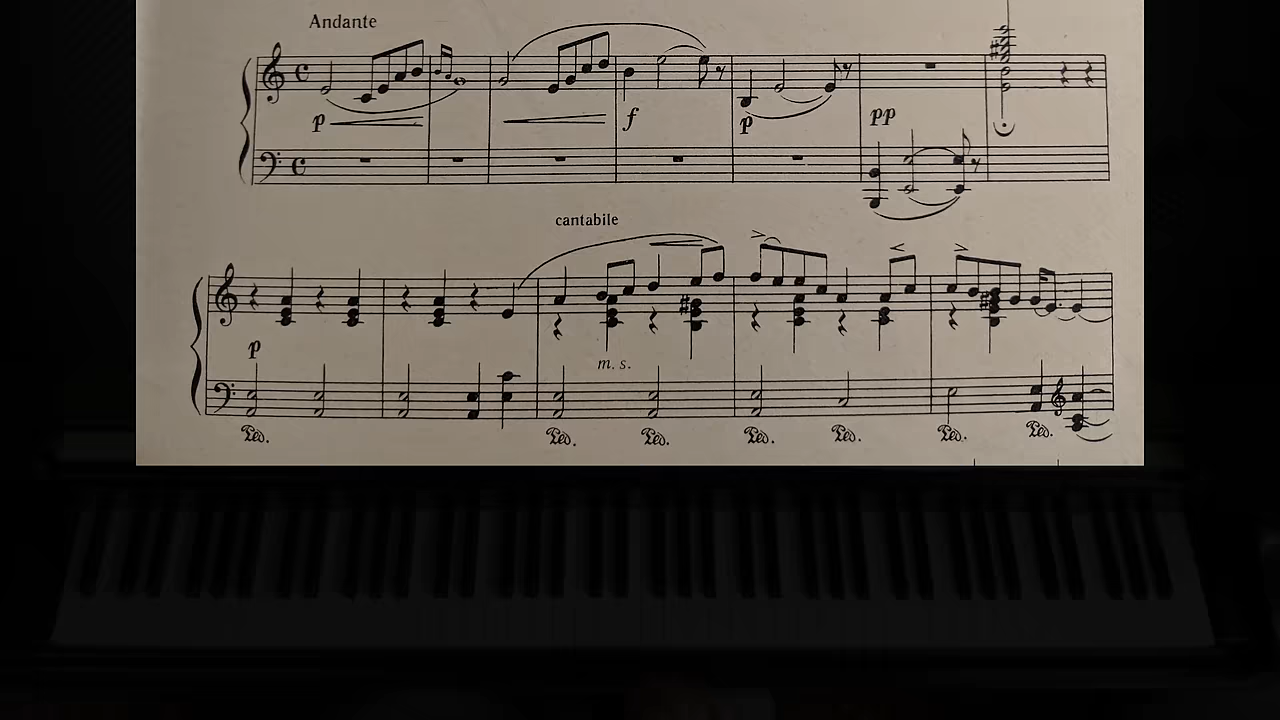 Andante
p
f
p
pp
cantabile
p
m. s.
Ped. Ped. Ped. Ped. Ped. Ped. Ped.